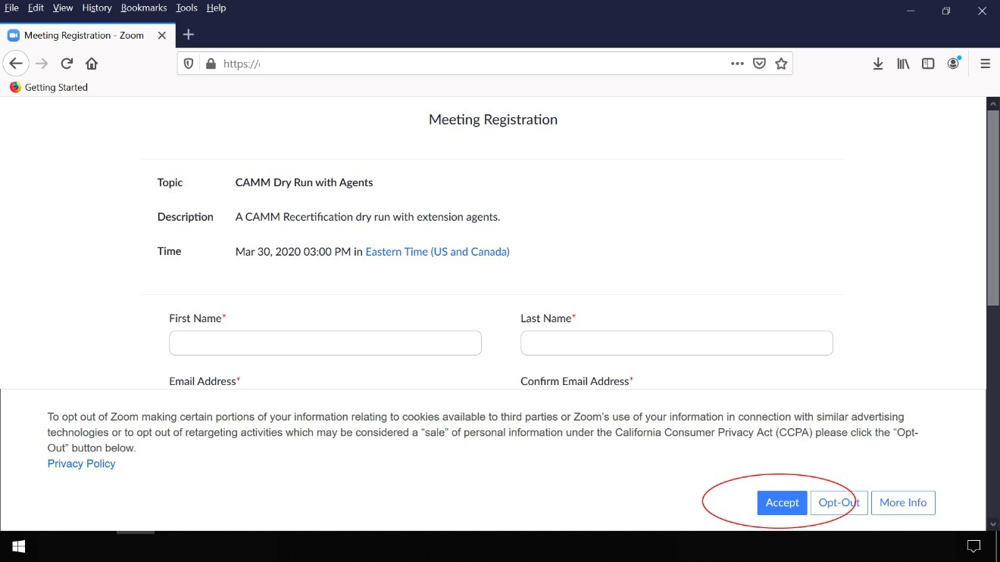 File Edit View History Bookmarks Tools Help
Meeting Registration - Zoom
https://
Getting Started
Meeting Registration
Topic CAMM Dry Run with Agents
Description A CAMM Recertification dry run with extension agents.
Time Mar 30, 2020 03:00 PM in Eastern Time (US and Canada)
First Name* Last Name*
Email Address* Confirm Email Address*
To opt out of Zoom making certain portions of your information relating to cookies available to third parties or Zoom's use of your information in connection with similar advertising
technologies or to opt out of retargeting activities which may be considered a “sale” of personal information under the California Consumer Privacy Act (CCPA) please click the “Opt-
Out” button below.
Privacy Policy
Accept Opt-Out More Info